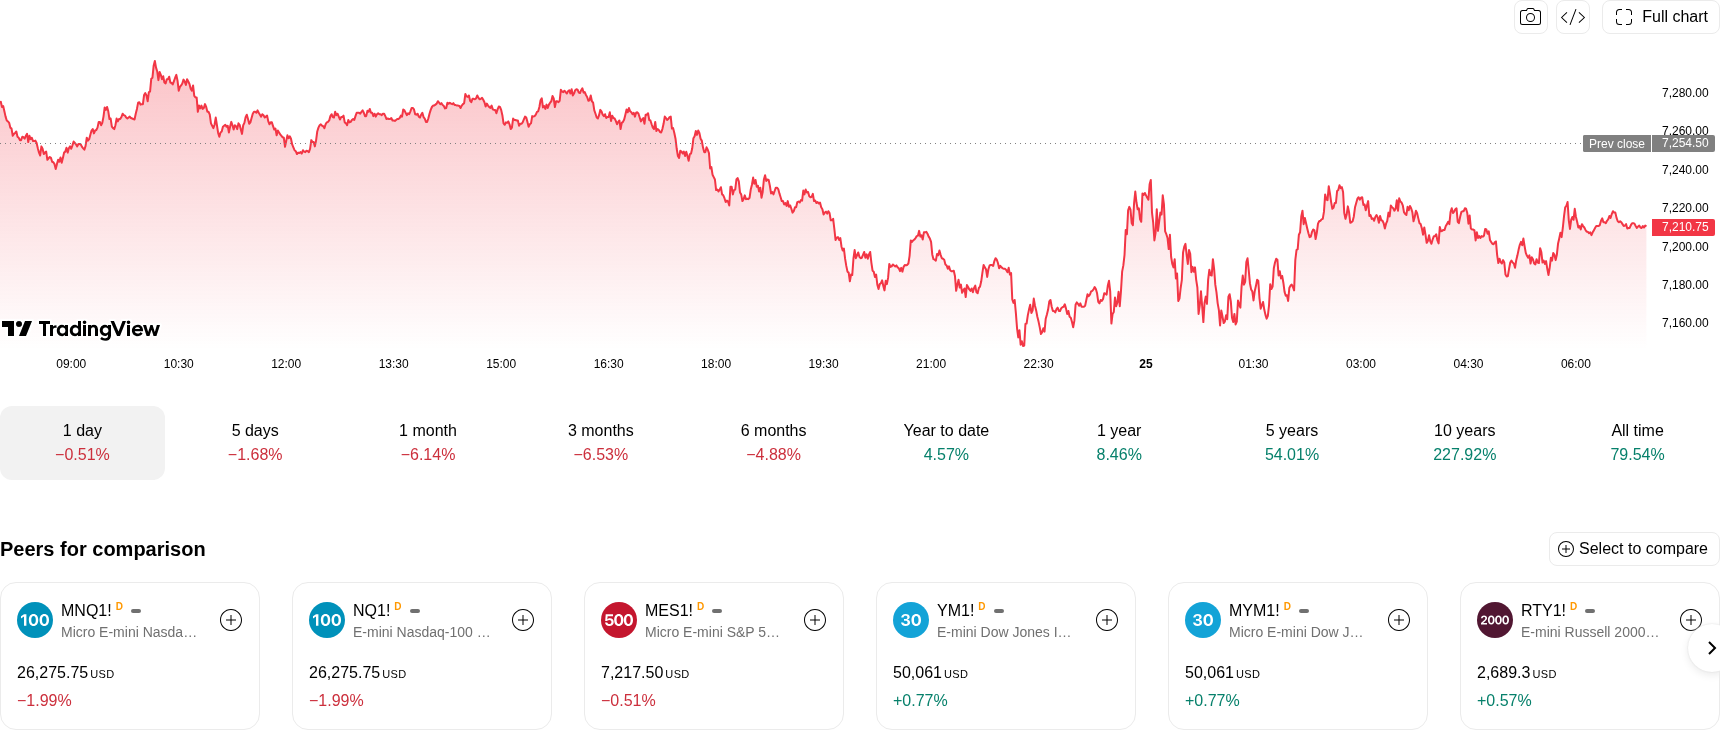 Full chart
7,280.00
7,260.00
Prev close 7,254.50
7,240.00
7,220.00
7,210.75
7,200.00
7,180.00
7,160.00
TradingView
09:00 10:30 12:00 13:30 15:00 16:30 18:00 19:30 21:00 22:30 25 01:30 03:00 04:30 06:00
1 day 5 days 1 month 3 months 6 months Year to date 1 year 5 years 10 years All time
−0.51% −1.68% −6.14% −6.53% −4.88% 4.57% 8.46% 54.01% 227.92% 79.54%
Peers for comparison
Select to compare
100 MNQ1! D
Micro E-mini Nasda…
26,275.75 USD
−1.99%
100 NQ1! D
E-mini Nasdaq-100 …
26,275.75 USD
−1.99%
500 MES1! D
Micro E-mini S&P 5…
7,217.50 USD
−0.51%
30 YM1! D
E-mini Dow Jones I…
50,061 USD
+0.77%
30 MYM1! D
Micro E-mini Dow J…
50,061 USD
+0.77%
2000 RTY1! D
E-mini Russell 2000…
2,689.3 USD
+0.57%